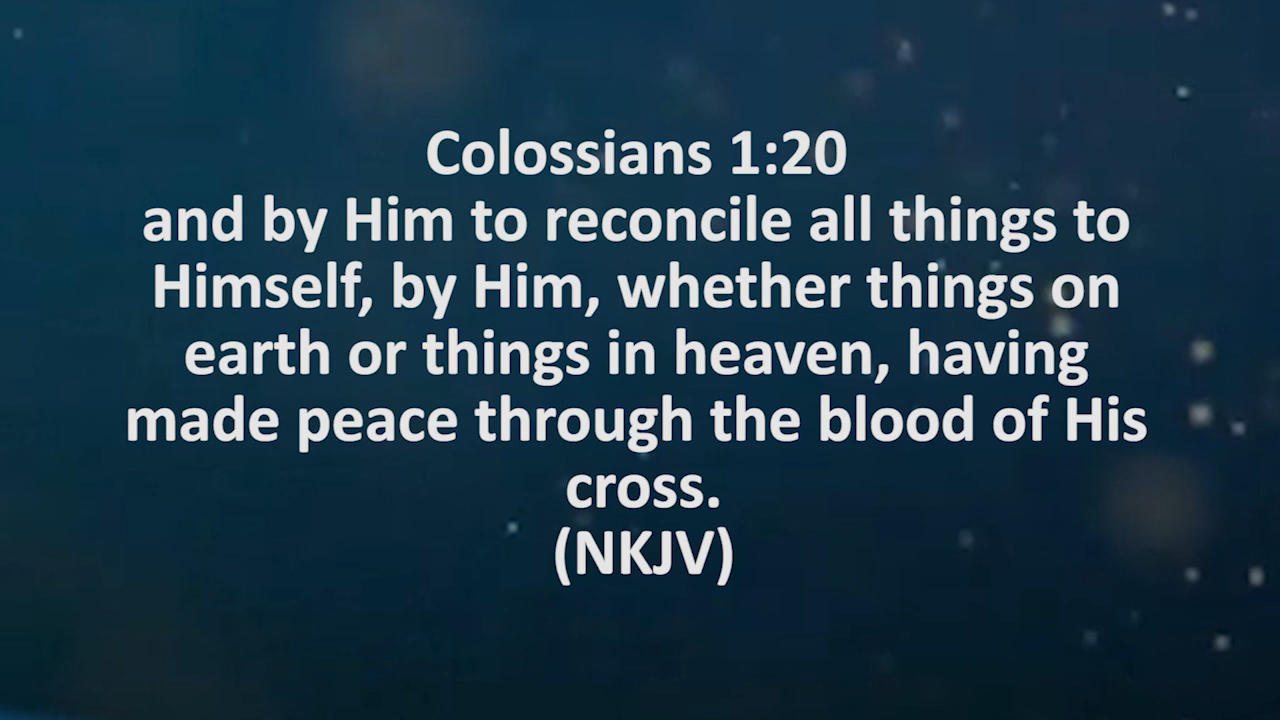 Colossians 1:20
and by Him to reconcile all things to
Himself, by Him, whether things on
earth or things in heaven, having
made peace through the blood of His
cross.
(NKJV)